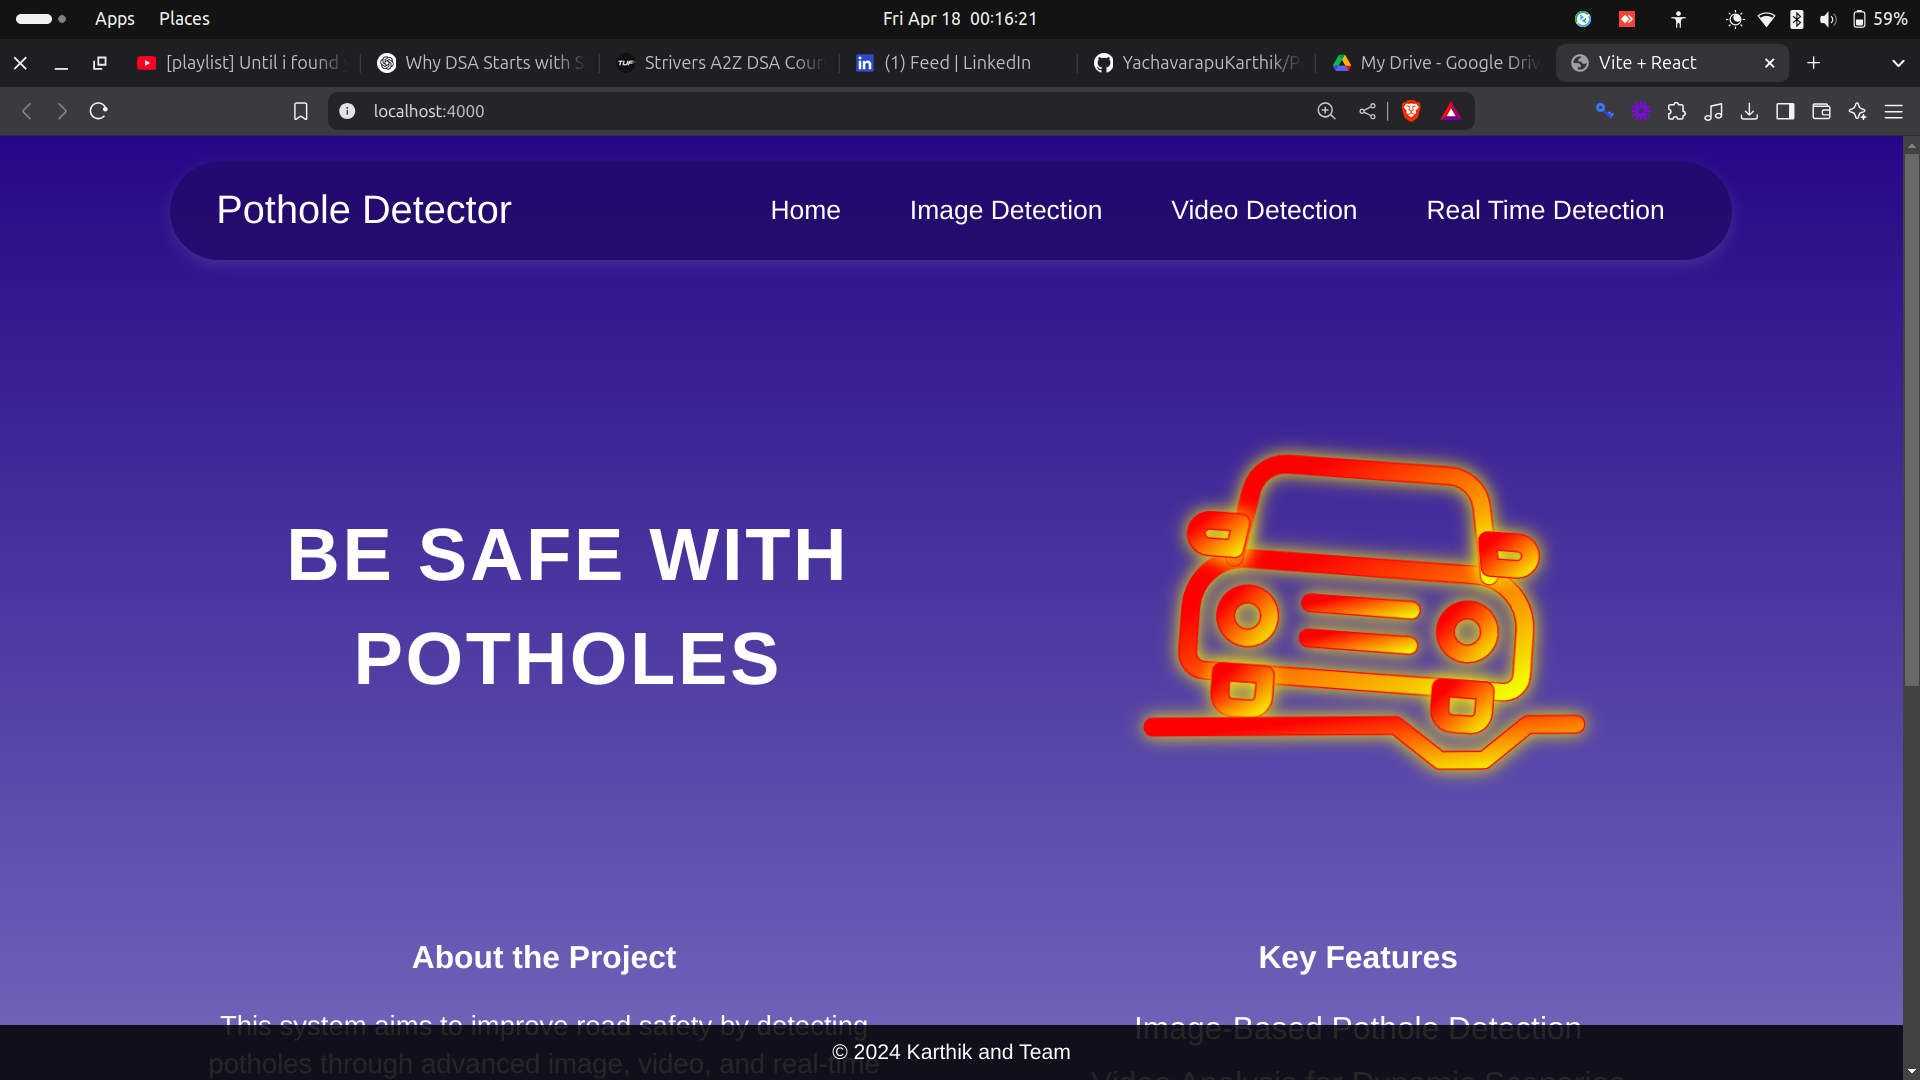 Apps Places Fri Apr 18 00:16:21 59%
[playlist] Until i found Why DSA Starts with Strivers A2Z DSA Cour (1) Feed | LinkedIn YachavarapuKarthik/P My Drive - Google Driv Vite + React
localhost:4000
Pothole Detector Home Image Detection Video Detection Real Time Detection
BE SAFE WITH
POTHOLES
About the Project
Key Features
This system aims to improve road safety by detecting
potholes through advanced image, video, and real-time
Image-Based Pothole Detection
Video Analysis for Dynamic Scenarios
© 2024 Karthik and Team